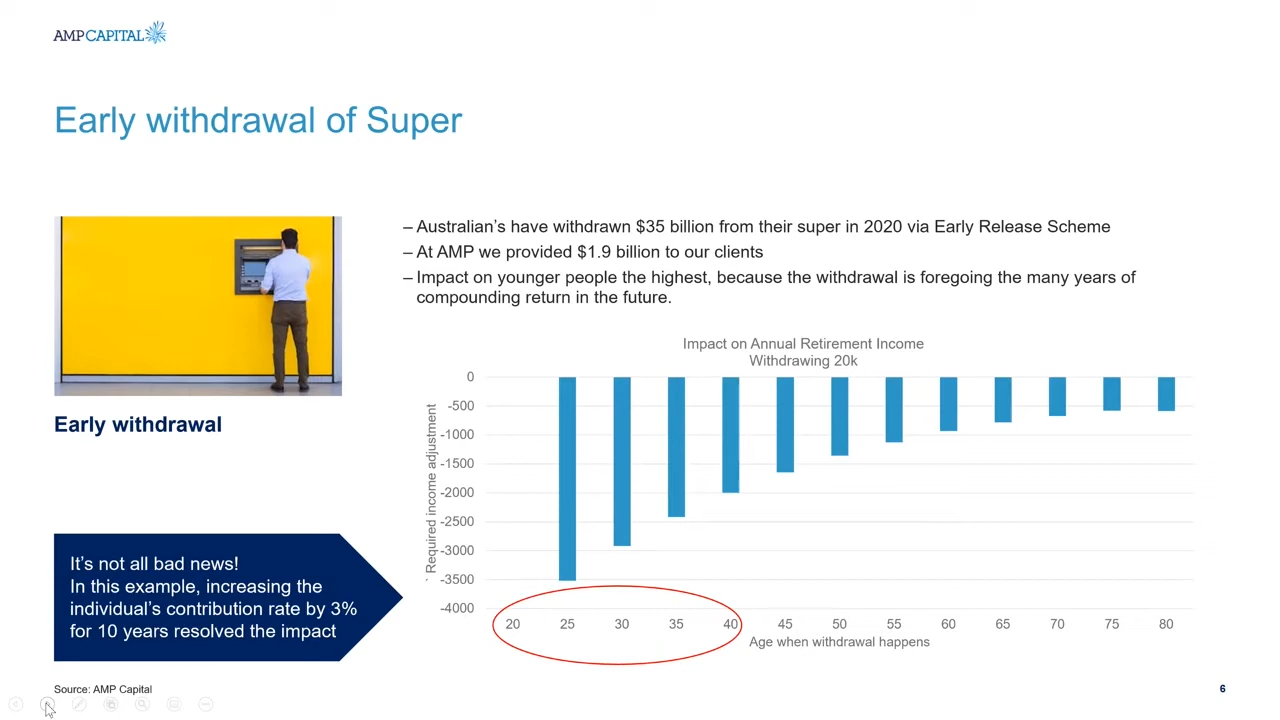 AMPCAPITAL
Early withdrawal of Super
– Australian’s have withdrawn $35 billion from their super in 2020 via Early Release Scheme
– At AMP we provided $1.9 billion to our clients
– Impact on younger people the highest, because the withdrawal is foregoing the many years of
compounding return in the future.
Early withdrawal
It’s not all bad news!
In this example, increasing the
individual’s contribution rate by 3%
for 10 years resolved the impact
Impact on Annual Retirement Income
Withdrawing 20k
Required income adjustment
0
-500
-1000
-1500
-2000
-2500
-3000
-3500
-4000
20 25 30 35 40 45 50 55 60 65 70 75 80
Age when withdrawal happens
Source: AMP Capital
6